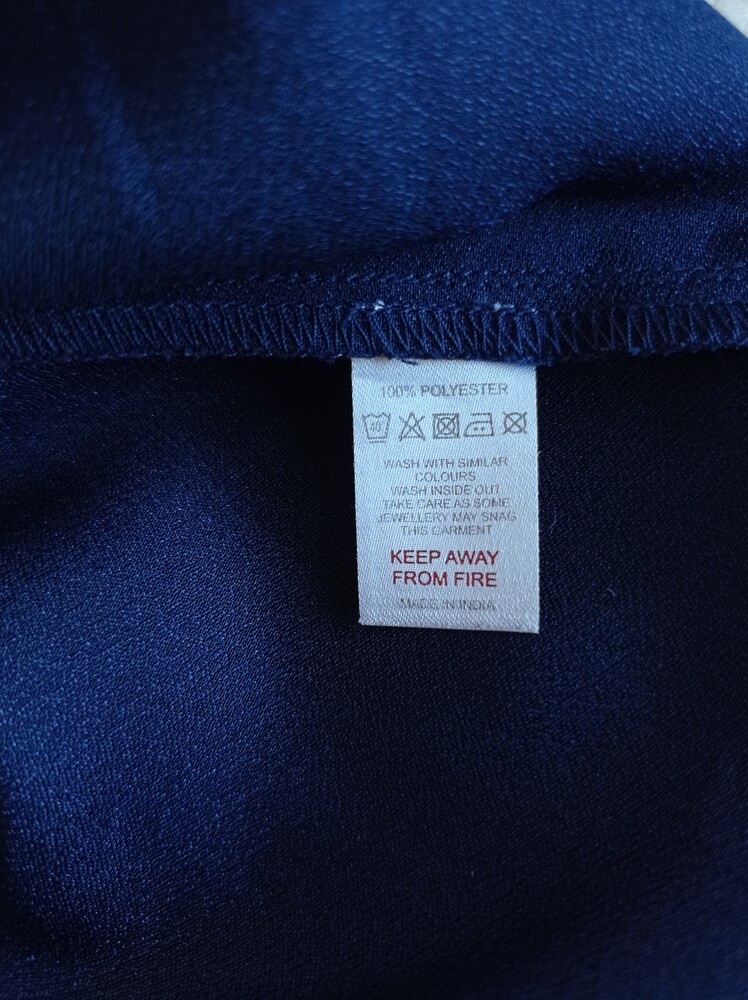 100% POLYESTER
40°
WASH WITH SIMILAR
COLOURS
WASH INSIDE OUT
TAKE CARE AS SOME
JEWELLERY MAY SNAG
THIS GARMENT
KEEP AWAY
FROM FIRE
MADE IN INDIA